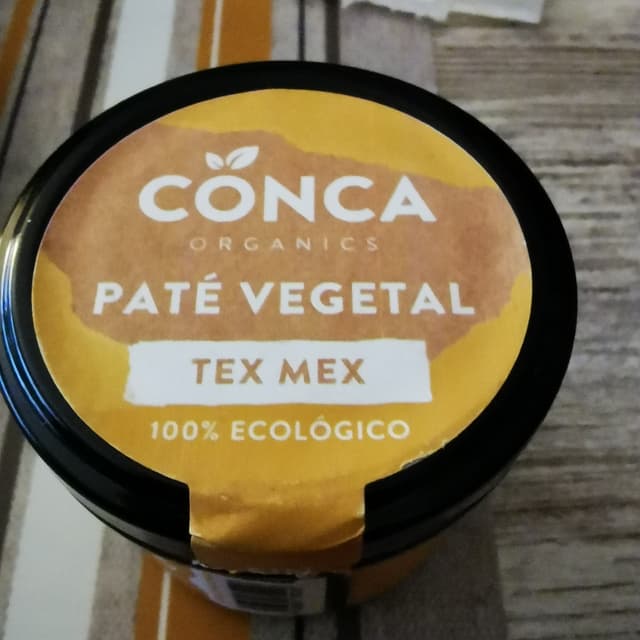 CONCA
ORGANICS
PATÉ VEGETAL
TEX MEX
100% ECOLÓGICO